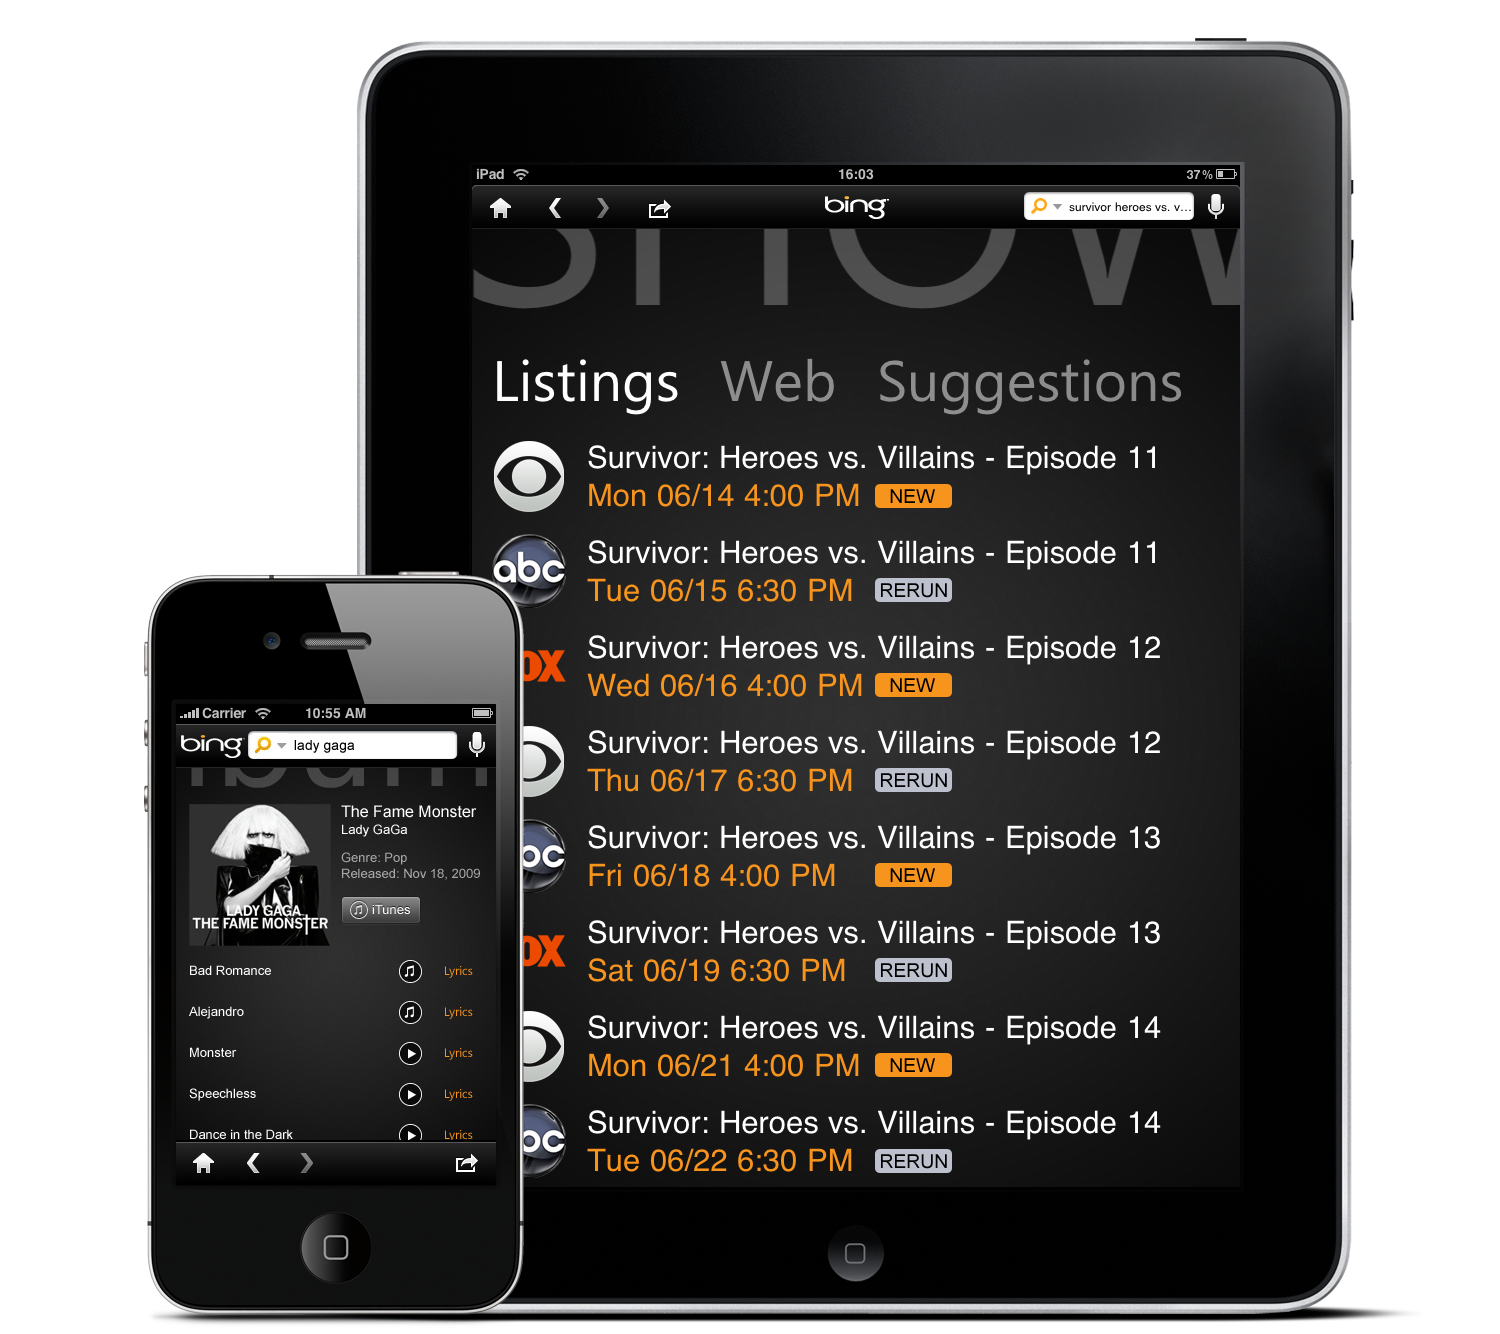 iPad 16:03 37%
bing survivor heroes vs. v...
show
Listings Web Suggestions
Survivor: Heroes vs. Villains - Episode 11
Mon 06/14 4:00 PM NEW
abc Survivor: Heroes vs. Villains - Episode 11
Tue 06/15 6:30 PM RERUN
OX Survivor: Heroes vs. Villains - Episode 12
Wed 06/16 4:00 PM NEW
Survivor: Heroes vs. Villains - Episode 12
Thu 06/17 6:30 PM RERUN
bc Survivor: Heroes vs. Villains - Episode 13
Fri 06/18 4:00 PM NEW
OX Survivor: Heroes vs. Villains - Episode 13
Sat 06/19 6:30 PM RERUN
Survivor: Heroes vs. Villains - Episode 14
Mon 06/21 4:00 PM NEW
bc Survivor: Heroes vs. Villains - Episode 14
Tue 06/22 6:30 PM RERUN
Carrier 10:55 AM
bing lady gaga
lbum
The Fame Monster
Lady GaGa
Genre: Pop
Released: Nov 18, 2009
iTunes
LADY GAGA
THE FAME MONSTER
Bad Romance Lyrics
Alejandro Lyrics
Monster Lyrics
Speechless Lyrics
Dance in the Dark Lyrics